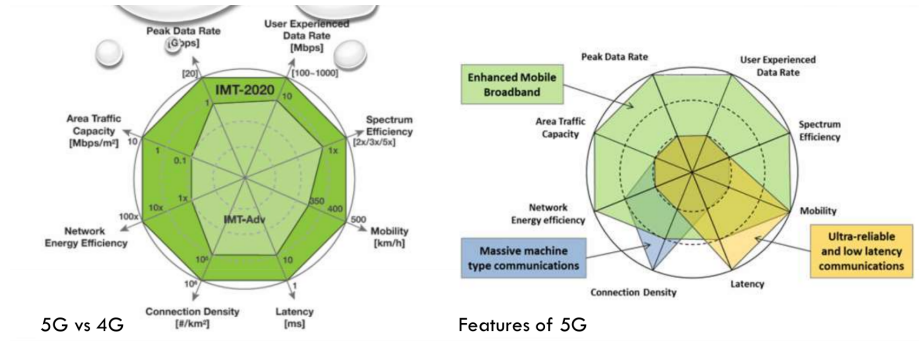 Peak Data Rate
[Gbps]
User Experienced
Data Rate
[Mbps]
[20]
[100~1000]
IMT-2020
1
10
Area Traffic
Capacity
[Mbps/m²]
10
1
0.1
Spectrum
Efficiency
[2x/3x/5x]
1x
Network
Energy Efficiency
100x
10x
1x
IMT-Adv
350
400
500
Mobility
[km/h]
10
1
Connection Density
[#/km²]
Latency
[ms]
5G vs 4G
Peak Data Rate
User Experienced
Data Rate
Enhanced Mobile
Broadband
Area Traffic
Capacity
Spectrum
Efficiency
Network
Energy efficiency
Mobility
Massive machine
type communications
Ultra-reliable
and low latency
communications
Connection Density
Latency
Features of 5G